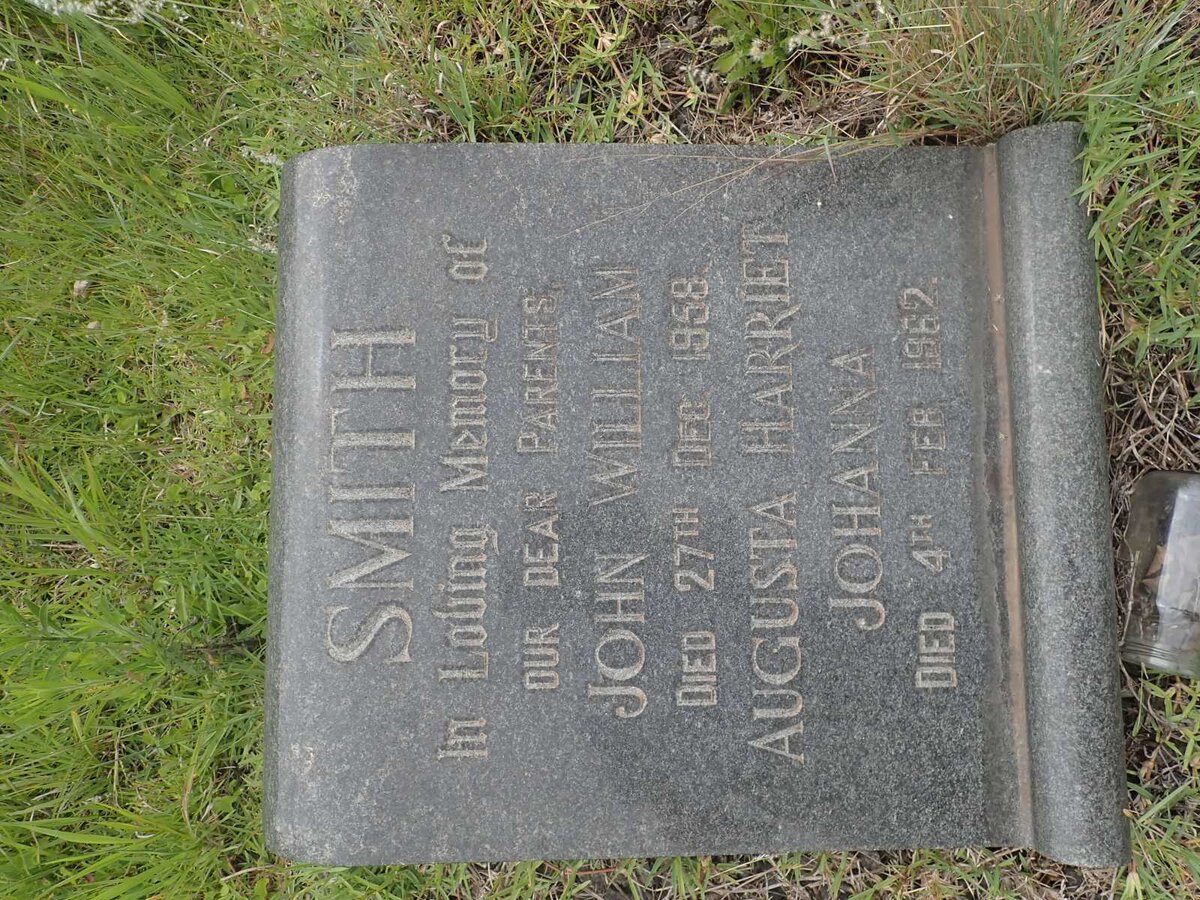 SMITH
In Loving Memory of
OUR DEAR PARENTS,
JOHN WILLIAM
DIED 27TH DEC 1958.
AUGUSTA HARRIET
JOHANNA
DIED 4TH FEB 1962.